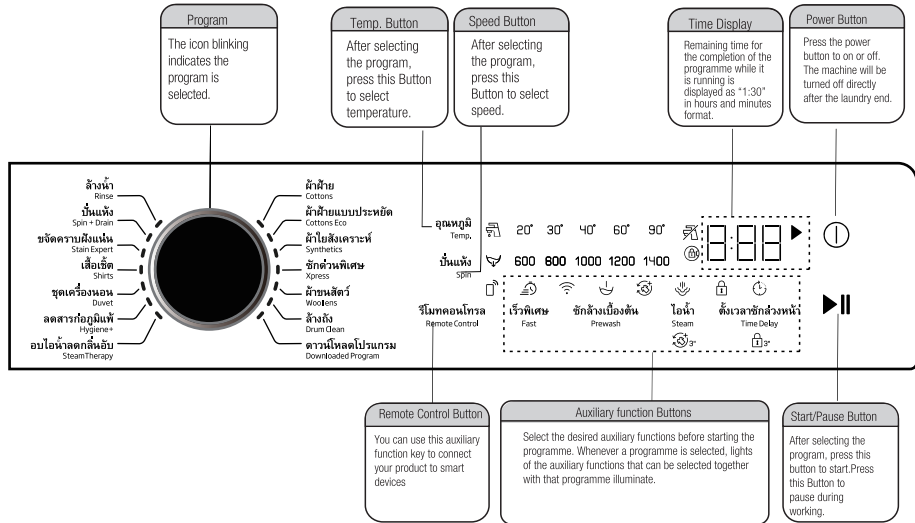 Program
The icon blinking
indicates the
program is
selected.
Temp. Button
After selecting
the program,
press this Button
to select
temperature.
Speed Button
After selecting
the program,
press this
Button to select
speed.
Time Display
Remaining time for
the completion of the
programme while it
is running is
displayed as “1:30”
in hours and minutes
format.
Power Button
Press the power
button to on or off.
The machine will be
turned off directly
after the laundry end.
ล้างน้ำ
Rinse
ปั่นแห้ง
Spin + Drain
ขจัดคราบฝังแน่น
Stain Expert
เสื้อเชิ้ต
Shirts
ชุดเครื่องนอน
Duvet
ลดสารก่อภูมิแพ้
Hygiene+
อบไอน้ำลดกลิ่นอับ
SteamTherapy
ผ้าฝ้าย
Cottons
ผ้าฝ้ายแบบประหยัด
Cottons Eco
ผ้าใยสังเคราะห์
Synthetics
ซักด่วนพิเศษ
Xpress
ผ้าขนสัตว์
Woollens
ล้างถัง
Drum Clean
ดาวน์โหลดโปรแกรม
Downloaded Program
อุณหภูมิ
Temp.
20° 30° 40° 60° 90°
8:88
ปั่นแห้ง
Spin
600 800 1000 1200 1400
รีโมทคอนโทรล
Remote Control
เร็วพิเศษ
Fast
ซักล้างเบื้องต้น
Prewash
ไอน้ำ
Steam
3"
ตั้งเวลาซักล่วงหน้า
Time Delay
3"
Remote Control Button
You can use this auxiliary
function key to connect
your product to smart
devices
Auxiliary function Buttons
Select the desired auxiliary functions before starting the
programme. Whenever a programme is selected, lights
of the auxiliary functions that can be selected together
with that programme illuminate.
Start/Pause Button
After selecting the
program, press this
button to start.Press
this Button to
pause during
working.